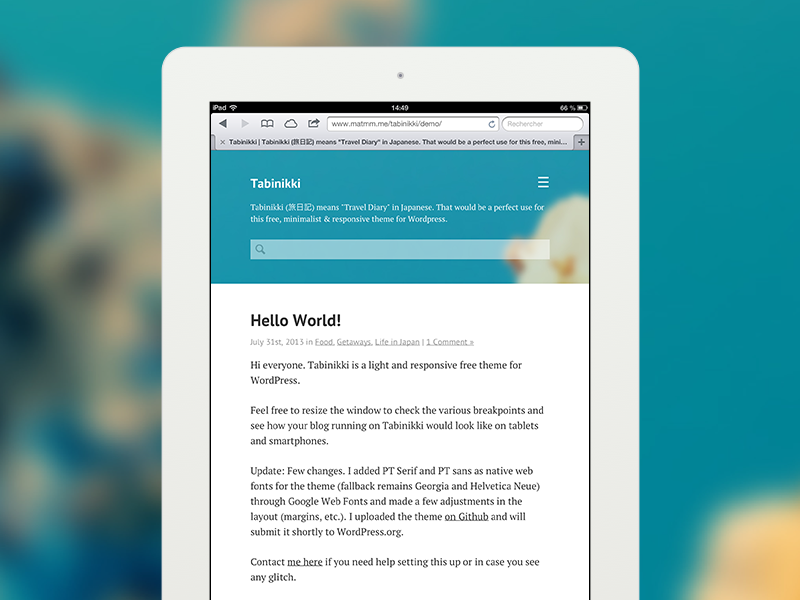 iPad 14:49 66 %
www.matmm.me/tabinikki/demo/ Rechercher
Tabinikki | Tabinikki (旅日記) means "Travel Diary" in Japanese. That would be a perfect use for this free, mini...
Tabinikki
Tabinikki (旅日記) means "Travel Diary" in Japanese. That would be a perfect use for
this free, minimalist & responsive theme for Wordpress.
Hello World!
July 31st, 2013 in Food, Getaways, Life in Japan | 1 Comment »
Hi everyone. Tabinikki is a light and responsive free theme for
WordPress.
Feel free to resize the window to check the various breakpoints and
see how your blog running on Tabinikki would look like on tablets
and smartphones.
Update: Few changes. I added PT Serif and PT sans as native web
fonts for the theme (fallback remains Georgia and Helvetica Neue)
through Google Web Fonts and made a few adjustments in the
layout (margins, etc.). I uploaded the theme on Github and will
submit it shortly to WordPress.org.
Contact me here if you need help setting this up or in case you see
any glitch.